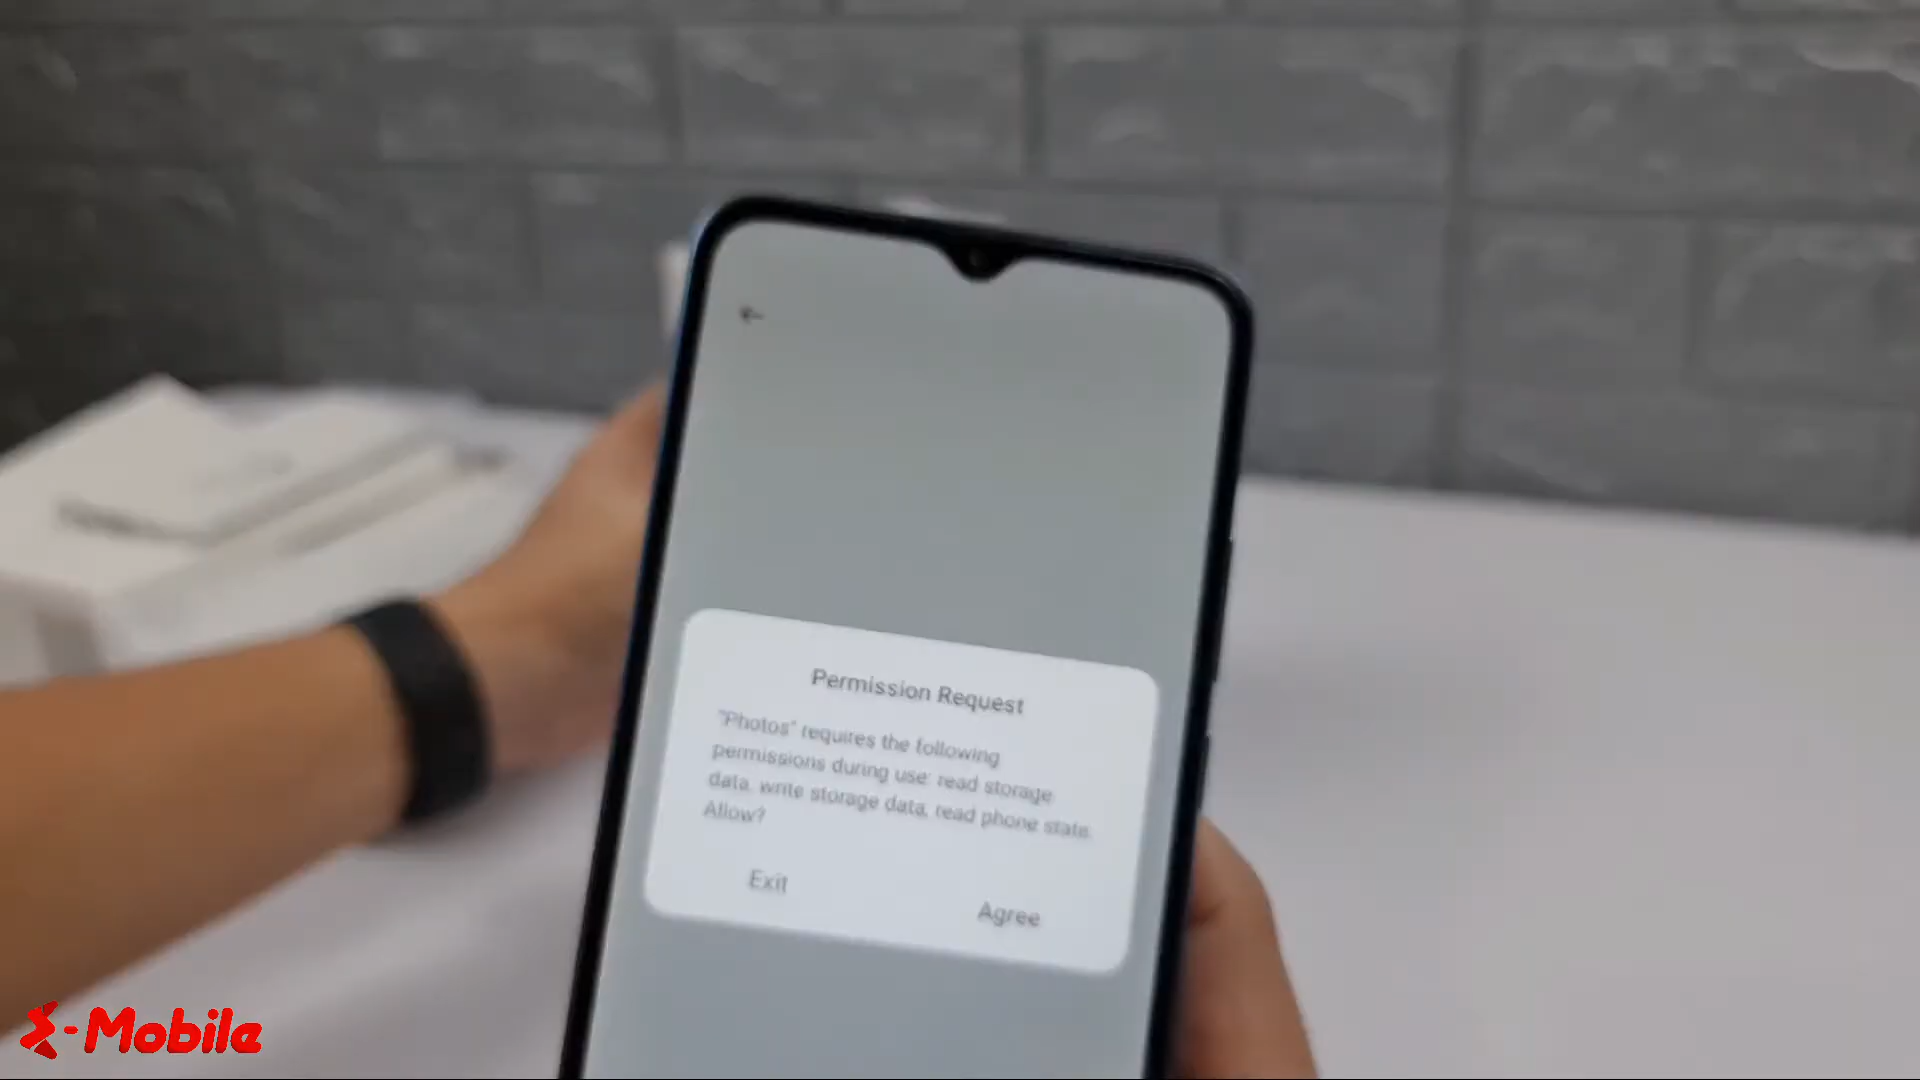 Permission Request
"Photos" requires the following
permissions during use: read storage
data, write storage data, read phone state.
Allow?
Exit
Agree
-Mobile